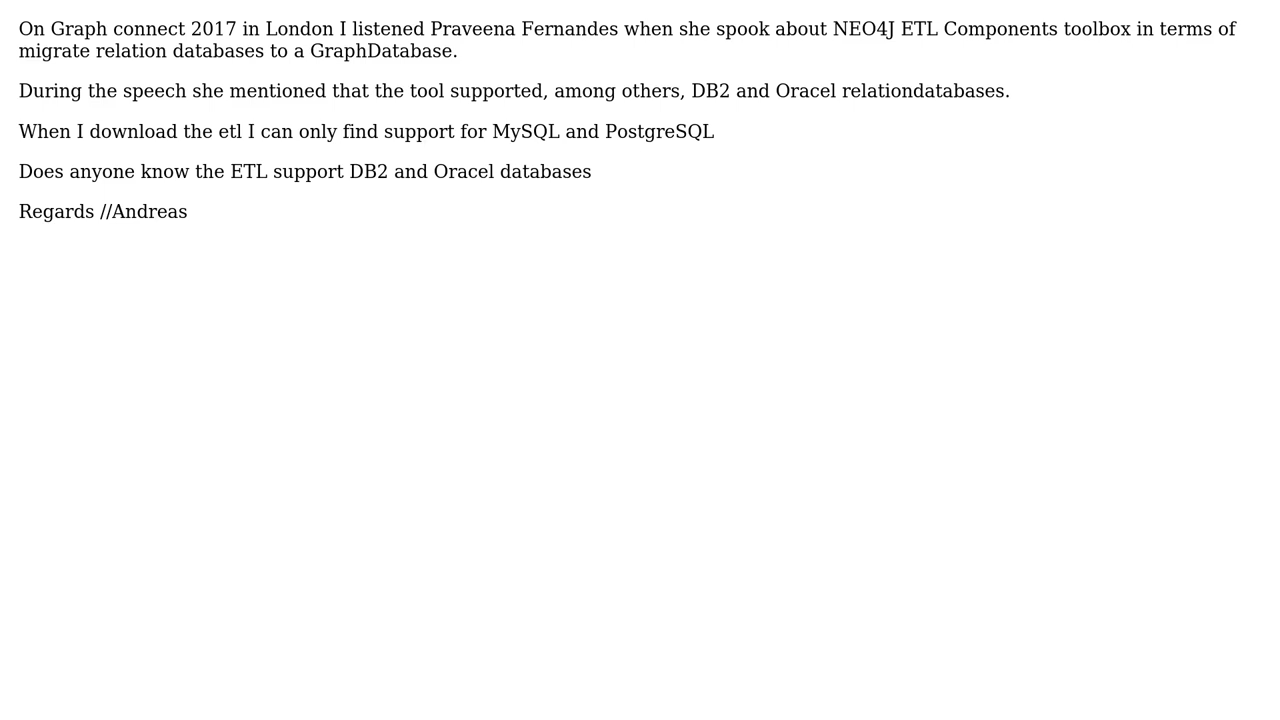 On Graph connect 2017 in London I listened Praveena Fernandes when she spook about NEO4J ETL Components toolbox in terms of
migrate relation databases to a GraphDatabase.
During the speech she mentioned that the tool supported, among others, DB2 and Oracel relationdatabases.
When I download the etl I can only find support for MySQL and PostgreSQL
Does anyone know the ETL support DB2 and Oracel databases
Regards //Andreas